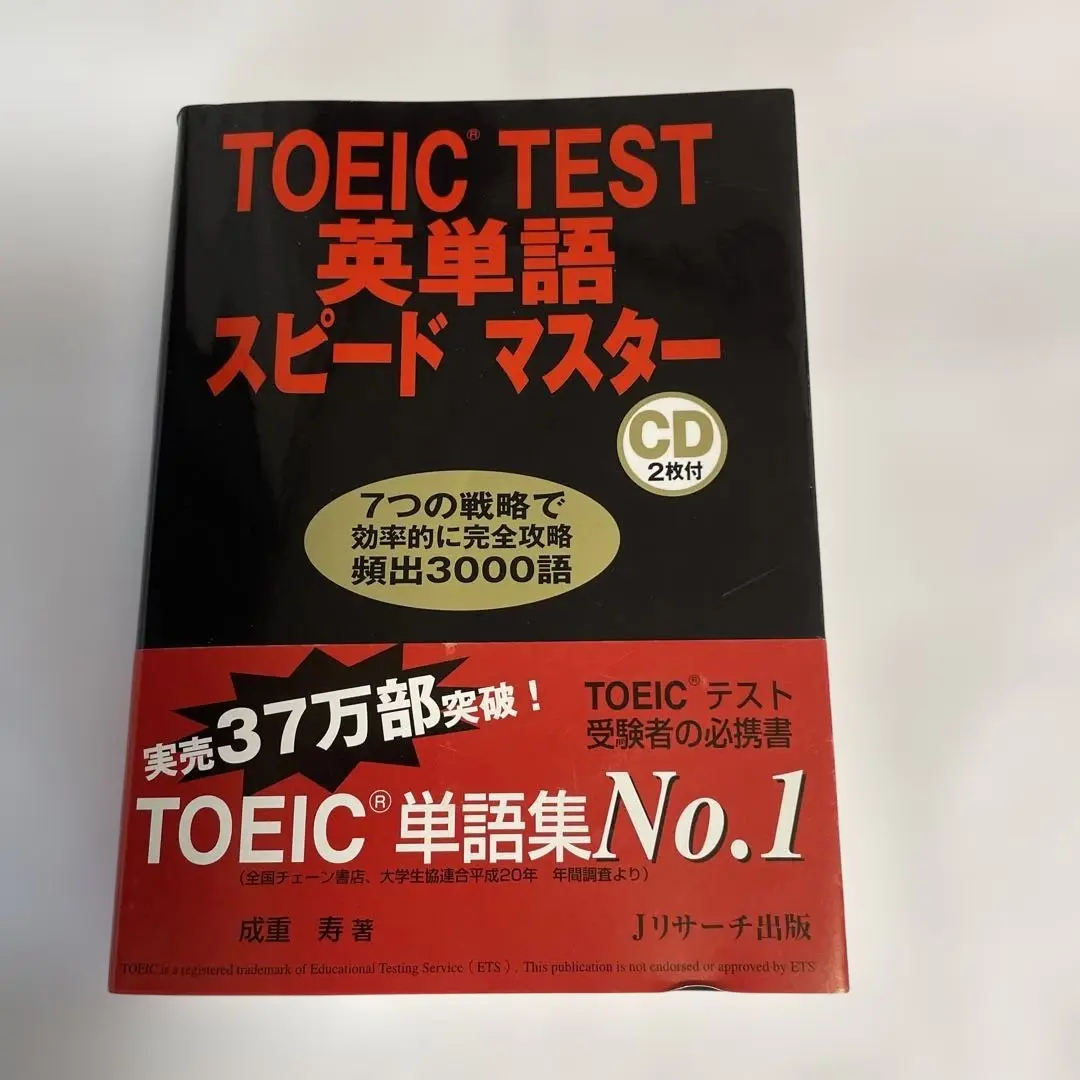 TOEIC® TEST
英単語
スピード マスター
CD
2枚付
7つの戦略で
効率的に完全攻略
頻出3000語
実売37万部突破!
TOEIC®テスト
受験者の必携書
TOEIC®単語集No.1
(全国チェーン書店、大学生協連合平成20年 年間調査より)
成重 寿 著
Jリサーチ出版
TOEIC is a registered trademark of Educational Testing Service (ETS). This publication is not endorsed or approved by ETS